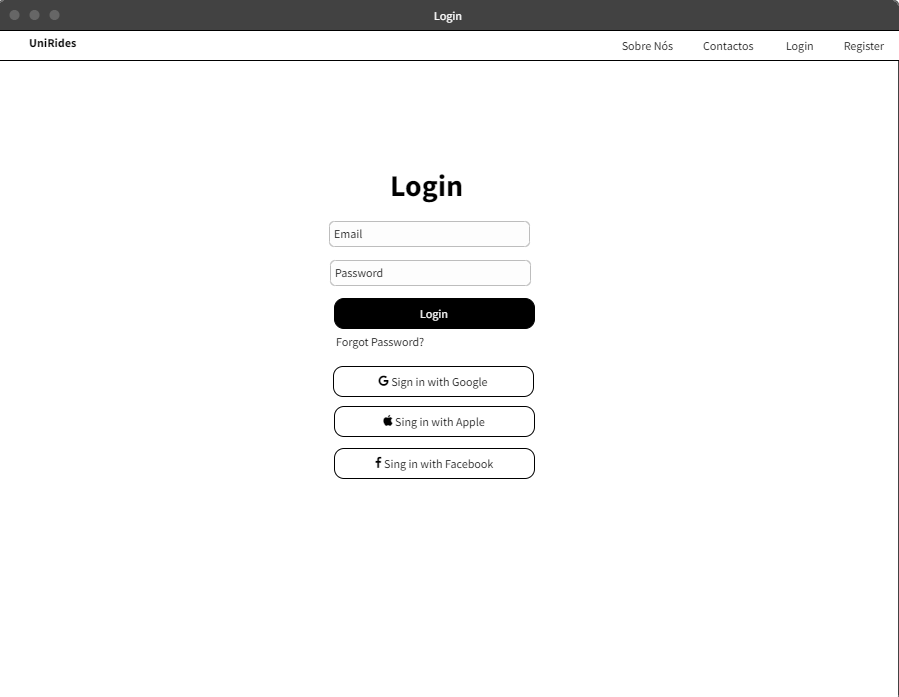 Login
UniRides
Sobre Nós Contactos Login Register
Login
Email
Password
Login
Forgot Password?
Sign in with Google
Sing in with Apple
Sing in with Facebook